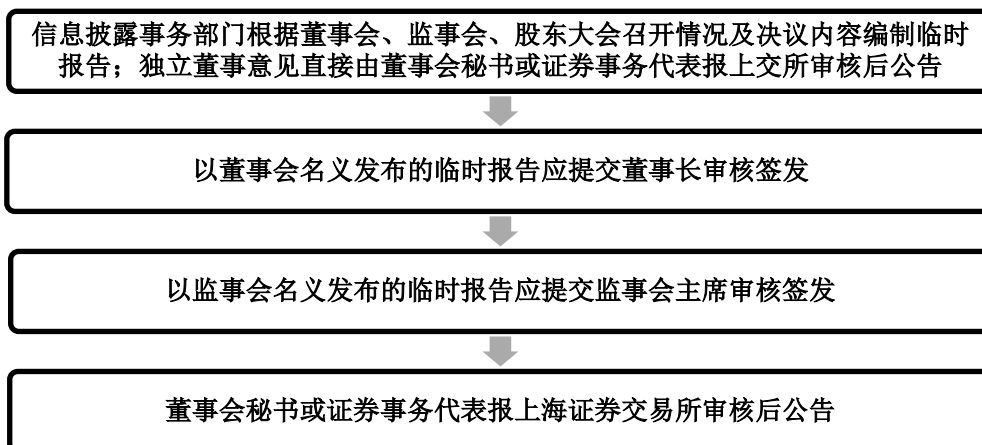 信息披露事务部门根据董事会、监事会、股东大会召开情况及决议内容编制临时
报告；独立董事意见直接由董事会秘书或证券事务代表报上交所审核后公告
以董事会名义发布的临时报告应提交董事长审核签发
以监事会名义发布的临时报告应提交监事会主席审核签发
董事会秘书或证券事务代表报上海证券交易所审核后公告